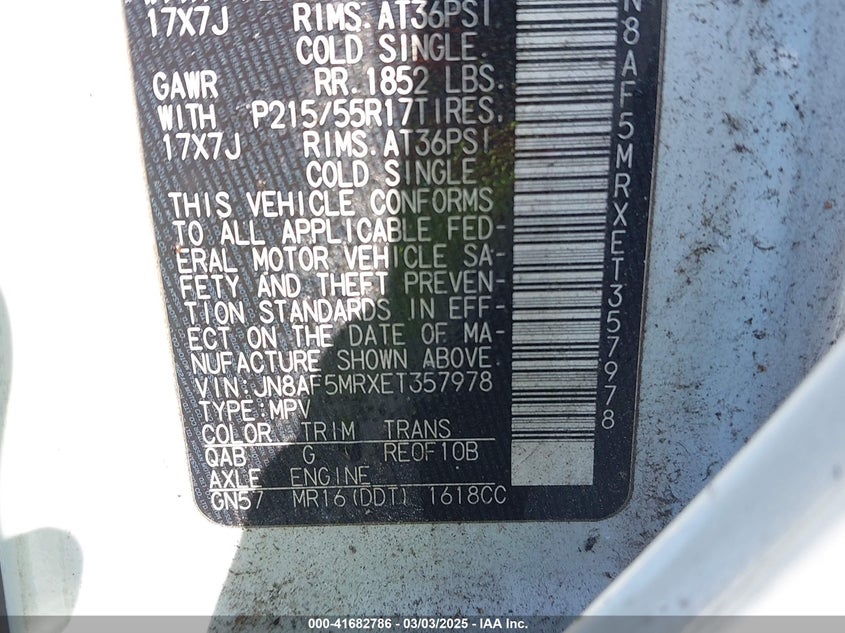 17X7J RIMS.AT36PSI
COLD SINGLE.
GAWR RR.1852 LBS.
WITH P215/55R17TIRES.
17X7J RIMS.AT36PSI
COLD SINGLE.
THIS VEHICLE CONFORMS
TO ALL APPLICABLE FED-
ERAL MOTOR VEHICLE SA-
FETY AND THEFT PREVEN-
TION STANDARDS IN EFF-
ECT ON THE DATE OF MA-
NUFACTURE SHOWN ABOVE.
VIN:JN8AF5MRXET357978
TYPE:MPV
COLOR TRIM TRANS
QAB G RE0F10B
AXLE ENGINE
GN57 MR16(DDT) 1618CC
N8AF5MRXET357978
000-41682786 - 03/03/2025 - IAA Inc.